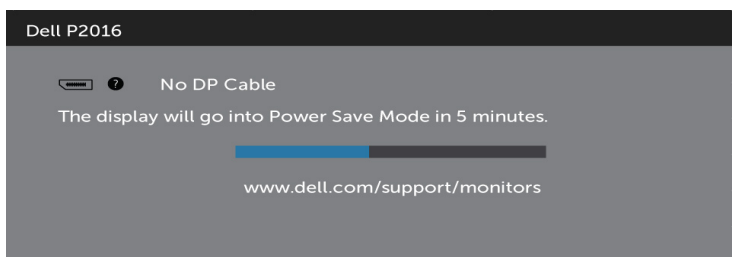 Dell P2016
? No DP Cable
The display will go into Power Save Mode in 5 minutes.
www.dell.com/support/monitors